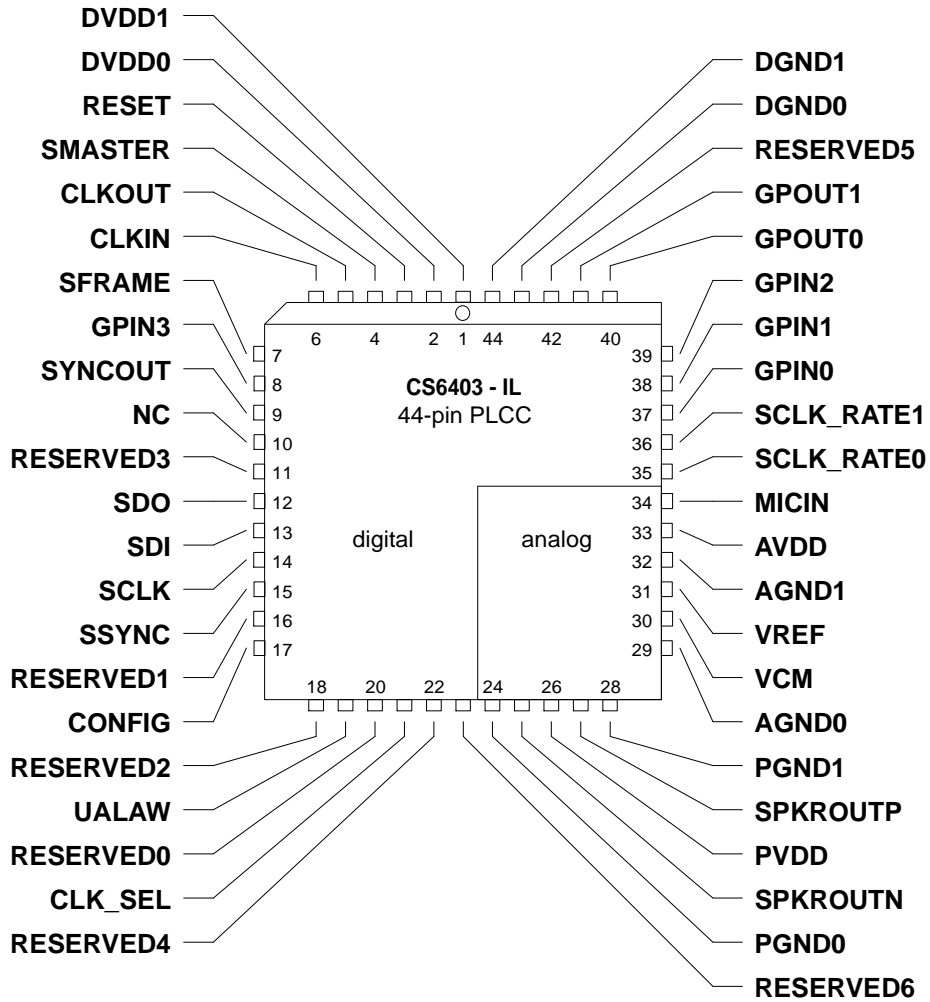 DVDD1
DVDD0
RESET
SMASTER
CLKOUT
CLKIN
SFRAME
GPIN3
SYNCOUT
NC
RESERVED3
SDO
SDI
SCLK
SSYNC
RESERVED1
CONFIG
RESERVED2
UALAW
RESERVED0
CLK_SEL
RESERVED4
6 4 2 1 44 42 40
7
8
9
10
11
12
13
14
15
16
17
CS6403 - IL
44-pin PLCC
digital
analog
39
38
37
36
35
34
33
32
31
30
29
18 20 22 24 26 28
DGND1
DGND0
RESERVED5
GPOUT1
GPOUT0
GPIN2
GPIN1
GPIN0
SCLK_RATE1
SCLK_RATE0
MICIN
AVDD
AGND1
VREF
VCM
AGND0
PGND1
SPKROUTP
PVDD
SPKROUTN
PGND0
RESERVED6